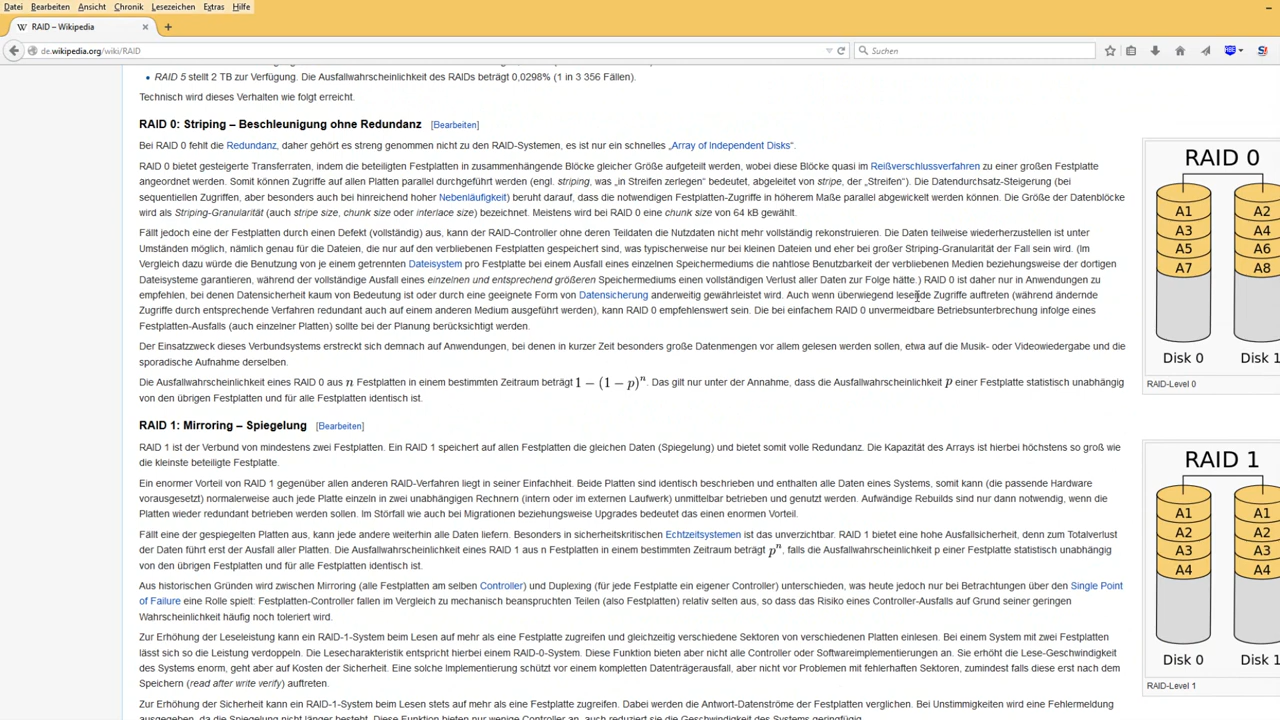 Datei Bearbeiten Ansicht Chronik Lesezeichen Extras Hilfe
W RAID – Wikipedia × +
de.wikipedia.org/wiki/RAID
Suchen
RAID 5 stellt 2 TB zur Verfügung. Die Ausfallwahrscheinlichkeit des RAIDs beträgt 0,0298% (1 in 3 356 Fällen).
Technisch wird dieses Verhalten wie folgt erreicht.
RAID 0: Striping – Beschleunigung ohne Redundanz [Bearbeiten]
Bei RAID 0 fehlt die Redundanz, daher gehört es streng genommen nicht zu den RAID-Systemen, es ist nur ein schnelles „Array of Independent Disks“.
RAID 0 bietet gesteigerte Transferraten, indem die beteiligten Festplatten in zusammenhängende Blöcke gleicher Größe aufgeteilt werden, wobei diese Blöcke quasi im Reißverschlussverfahren zu einer großen Festplatte
angeordnet werden. Somit können Zugriffe auf allen Platten parallel durchgeführt werden (engl. striping, was „in Streifen zerlegen“ bedeutet, abgeleitet von stripe, der „Streifen“). Die Datendurchsatz-Steigerung (bei
sequentiellen Zugriffen, aber besonders auch bei hinreichend hoher Nebenläufigkeit) beruht darauf, dass die notwendigen Festplatten-Zugriffe in höherem Maße parallel abgewickelt werden können. Die Größe der Datenblöcke
wird als Striping-Granularität (auch stripe size, chunk size oder interlace size) bezeichnet. Meistens wird bei RAID 0 eine chunk size von 64 kB gewählt.
Fällt jedoch eine der Festplatten durch einen Defekt (vollständig) aus, kann der RAID-Controller ohne deren Teildaten die Nutzdaten nicht mehr vollständig rekonstruieren. Die Daten teilweise wiederherzustellen ist unter
Umständen möglich, nämlich genau für die Dateien, die nur auf den verbliebenen Festplatten gespeichert sind, was typischerweise nur bei kleinen Dateien und eher bei großer Striping-Granularität der Fall sein wird. (Im
Vergleich dazu würde die Benutzung von je einem getrennten Dateisystem pro Festplatte bei einem Ausfall eines einzelnen Speichermediums die nahtlose Benutzbarkeit der verbliebenen Medien beziehungsweise der dortigen
Dateisysteme garantieren, während der vollständige Ausfall eines einzelnen und entsprechend größeren Speichermediums einen vollständigen Verlust aller Daten zur Folge hätte.) RAID 0 ist daher nur in Anwendungen zu
empfehlen, bei denen Datensicherheit kaum von Bedeutung ist oder durch eine geeignete Form von Datensicherung anderweitig gewährleistet wird. Auch wenn überwiegend lesende Zugriffe auftreten (während ändernde
Zugriffe durch entsprechende Verfahren redundant auch auf einem anderen Medium ausgeführt werden), kann RAID 0 empfehlenswert sein. Die bei einfachem RAID 0 unvermeidbare Betriebsunterbrechung infolge eines
Festplatten-Ausfalls (auch einzelner Platten) sollte bei der Planung berücksichtigt werden.
Der Einsatzzweck dieses Verbundsystems erstreckt sich demnach auf Anwendungen, bei denen in kurzer Zeit besonders große Datenmengen vor allem gelesen werden sollen, etwa auf die Musik- oder Videowiedergabe und die
sporadische Aufnahme derselben.
Die Ausfallwahrscheinlichkeit eines RAID 0 aus n Festplatten in einem bestimmten Zeitraum beträgt 1 − (1 − p)ⁿ. Das gilt nur unter der Annahme, dass die Ausfallwahrscheinlichkeit p einer Festplatte statistisch unabhängig
von den übrigen Festplatten und für alle Festplatten identisch ist.
RAID 0
A1 A2
A3 A4
A5 A6
A7 A8
Disk 0 Disk 1
RAID-Level 0
RAID 1: Mirroring – Spiegelung [Bearbeiten]
RAID 1 ist der Verbund von mindestens zwei Festplatten. Ein RAID 1 speichert auf allen Festplatten die gleichen Daten (Spiegelung) und bietet somit volle Redundanz. Die Kapazität des Arrays ist hierbei höchstens so groß wie
die kleinste beteiligte Festplatte.
Ein enormer Vorteil von RAID 1 gegenüber allen anderen RAID-Verfahren liegt in seiner Einfachheit. Beide Platten sind identisch beschrieben und enthalten alle Daten eines Systems, somit kann (die passende Hardware
vorausgesetzt) normalerweise auch jede Platte einzeln in zwei unabhängigen Rechnern (intern oder im externen Laufwerk) unmittelbar betrieben und genutzt werden. Aufwändige Rebuilds sind nur dann notwendig, wenn die
Platten wieder redundant betrieben werden sollen. Im Störfall wie auch bei Migrationen beziehungsweise Upgrades bedeutet das einen enormen Vorteil.
Fällt eine der gespiegelten Platten aus, kann jede andere weiterhin alle Daten liefern. Besonders in sicherheitskritischen Echtzeitsystemen ist das unverzichtbar. RAID 1 bietet eine hohe Ausfallsicherheit, denn zum Totalverlust
der Daten führt erst der Ausfall aller Platten. Die Ausfallwahrscheinlichkeit eines RAID 1 aus n Festplatten in einem bestimmten Zeitraum beträgt pⁿ, falls die Ausfallwahrscheinlichkeit p einer Festplatte statistisch unabhängig
von den übrigen Festplatten und für alle Festplatten identisch ist.
Aus historischen Gründen wird zwischen Mirroring (alle Festplatten am selben Controller) und Duplexing (für jede Festplatte ein eigener Controller) unterschieden, was heute jedoch nur bei Betrachtungen über den Single Point
of Failure eine Rolle spielt: Festplatten-Controller fallen im Vergleich zu mechanisch beanspruchten Teilen (also Festplatten) relativ selten aus, so dass das Risiko eines Controller-Ausfalls auf Grund seiner geringen
Wahrscheinlichkeit häufig noch toleriert wird.
Zur Erhöhung der Leseleistung kann ein RAID-1-System beim Lesen auf mehr als eine Festplatte zugreifen und gleichzeitig verschiedene Sektoren von verschiedenen Platten einlesen. Bei einem System mit zwei Festplatten
lässt sich so die Leistung verdoppeln. Die Lesecharakteristik entspricht hierbei einem RAID-0-System. Diese Funktion bieten aber nicht alle Controller oder Softwareimplementierungen an. Sie erhöht die Lese-Geschwindigkeit
des Systems enorm, geht aber auf Kosten der Sicherheit. Eine solche Implementierung schützt vor einem kompletten Datenträgerausfall, aber nicht vor Problemen mit fehlerhaften Sektoren, zumindest falls diese erst nach dem
Speichern (read after write verify) auftreten.
Zur Erhöhung der Sicherheit kann ein RAID-1-System beim Lesen stets auf mehr als eine Festplatte zugreifen. Dabei werden die Antwort-Datenströme der Festplatten verglichen. Bei Unstimmigkeiten wird eine Fehlermeldung
ausgegeben, da die Spiegelung nicht länger besteht. Diese Funktion bieten nur wenige Controller an, auch reduziert sie die Geschwindigkeit des Systems geringfügig.
RAID 1
A1 A1
A2 A2
A3 A3
A4 A4
Disk 0 Disk 1
RAID-Level 1